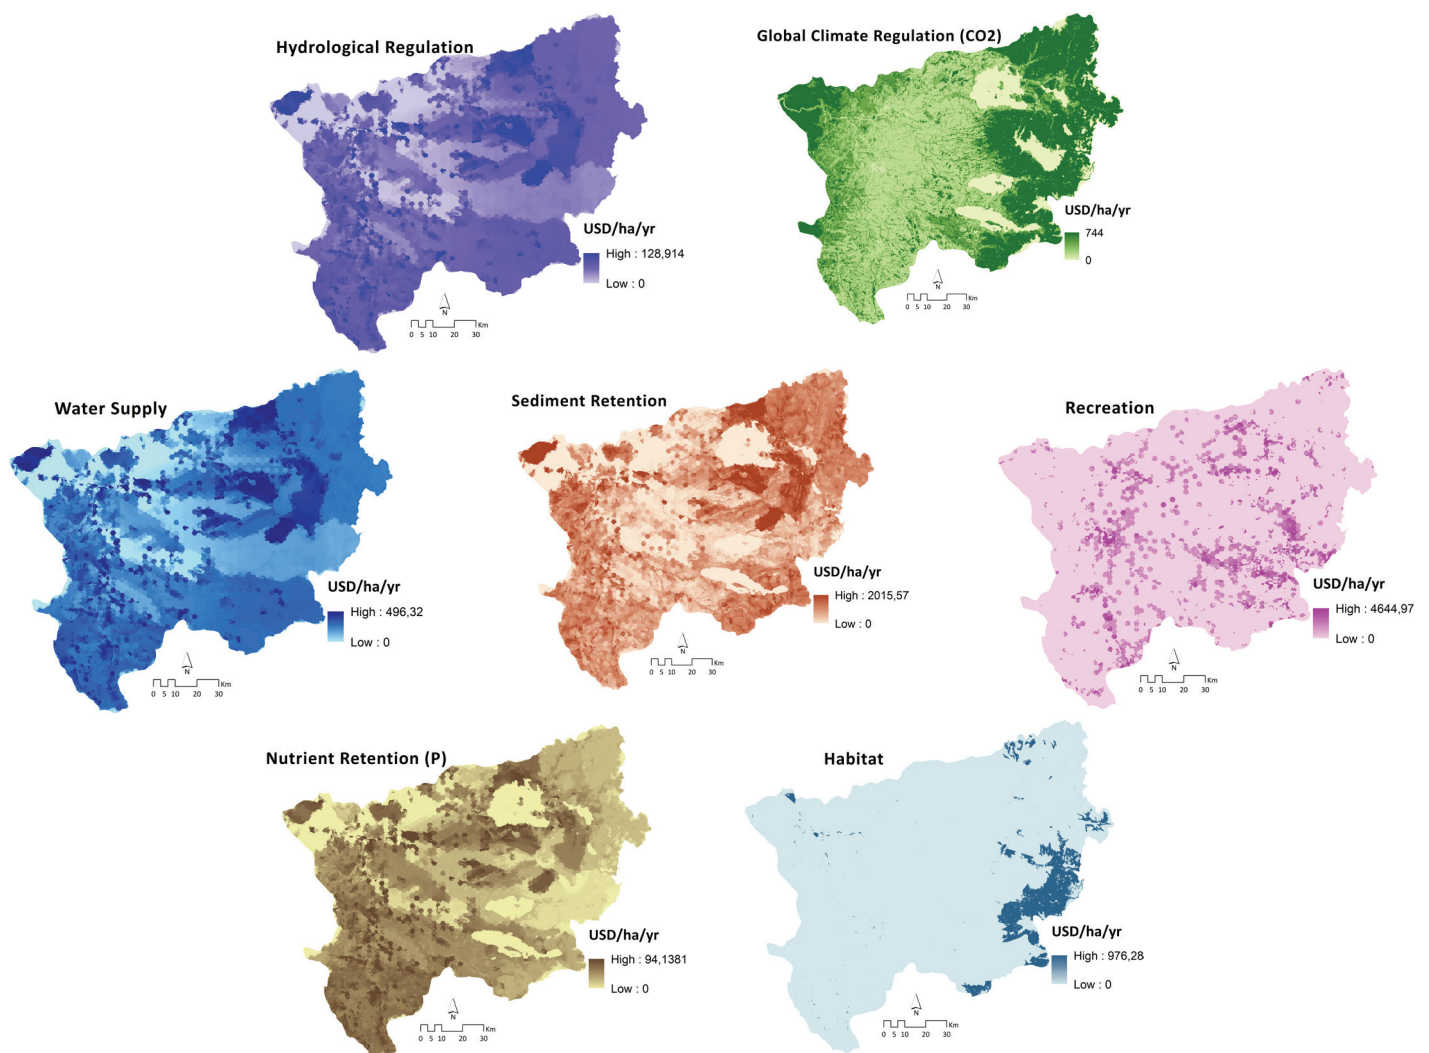 Hydrological Regulation
USD/ha/yr
High : 128,914
Low : 0
N
Km
0 5 10 20 30
Global Climate Regulation (CO2)
USD/ha/yr
744
0
N
Km
0 5 10 20 30
Water Supply
USD/ha/yr
High : 496,32
Low : 0
N
Km
0 5 10 20 30
Sediment Retention
USD/ha/yr
High : 2015,57
Low : 0
N
Km
0 5 10 20 30
Recreation
USD/ha/yr
High : 4644,97
Low : 0
N
Km
0 5 10 20 30
Nutrient Retention (P)
USD/ha/yr
High : 94,1381
Low : 0
N
Km
0 5 10 20 30
Habitat
USD/ha/yr
High : 976,28
Low : 0
N
Km
0 5 10 20 30